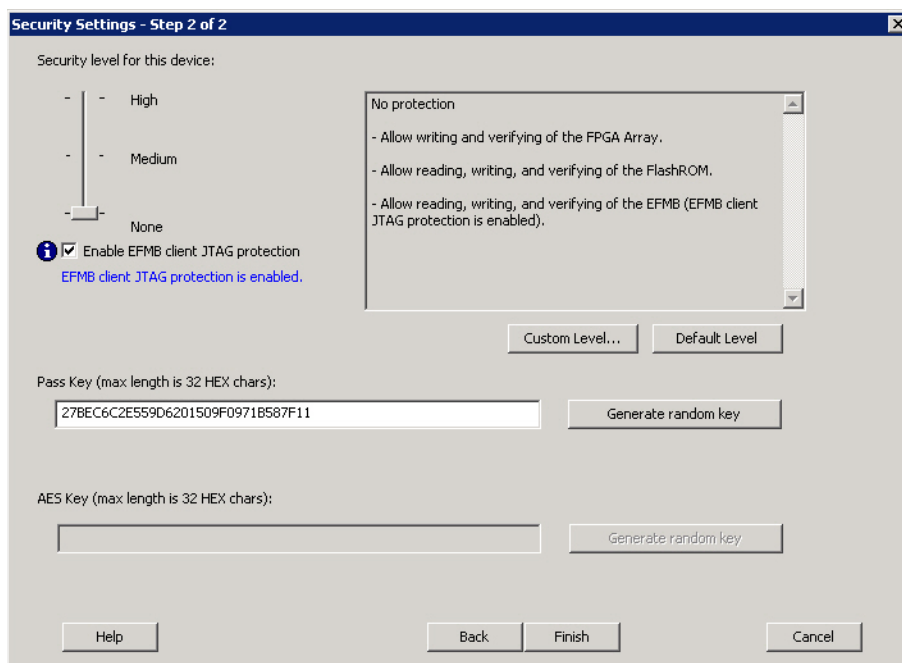 Security Settings - Step 2 of 2
Security level for this device:
High
Medium
None
Enable EFMB client JTAG protection
EFMB client JTAG protection is enabled.
No protection
- Allow writing and verifying of the FPGA Array.
- Allow reading, writing, and verifying of the FlashROM.
- Allow reading, writing, and verifying of the EFMB (EFMB client
JTAG protection is enabled).
Custom Level...
Default Level
Pass Key (max length is 32 HEX chars):
27BEC6C2E559D6201509F0971B587F11
Generate random key
AES Key (max length is 32 HEX chars):
Generate random key
Help
Back
Finish
Cancel